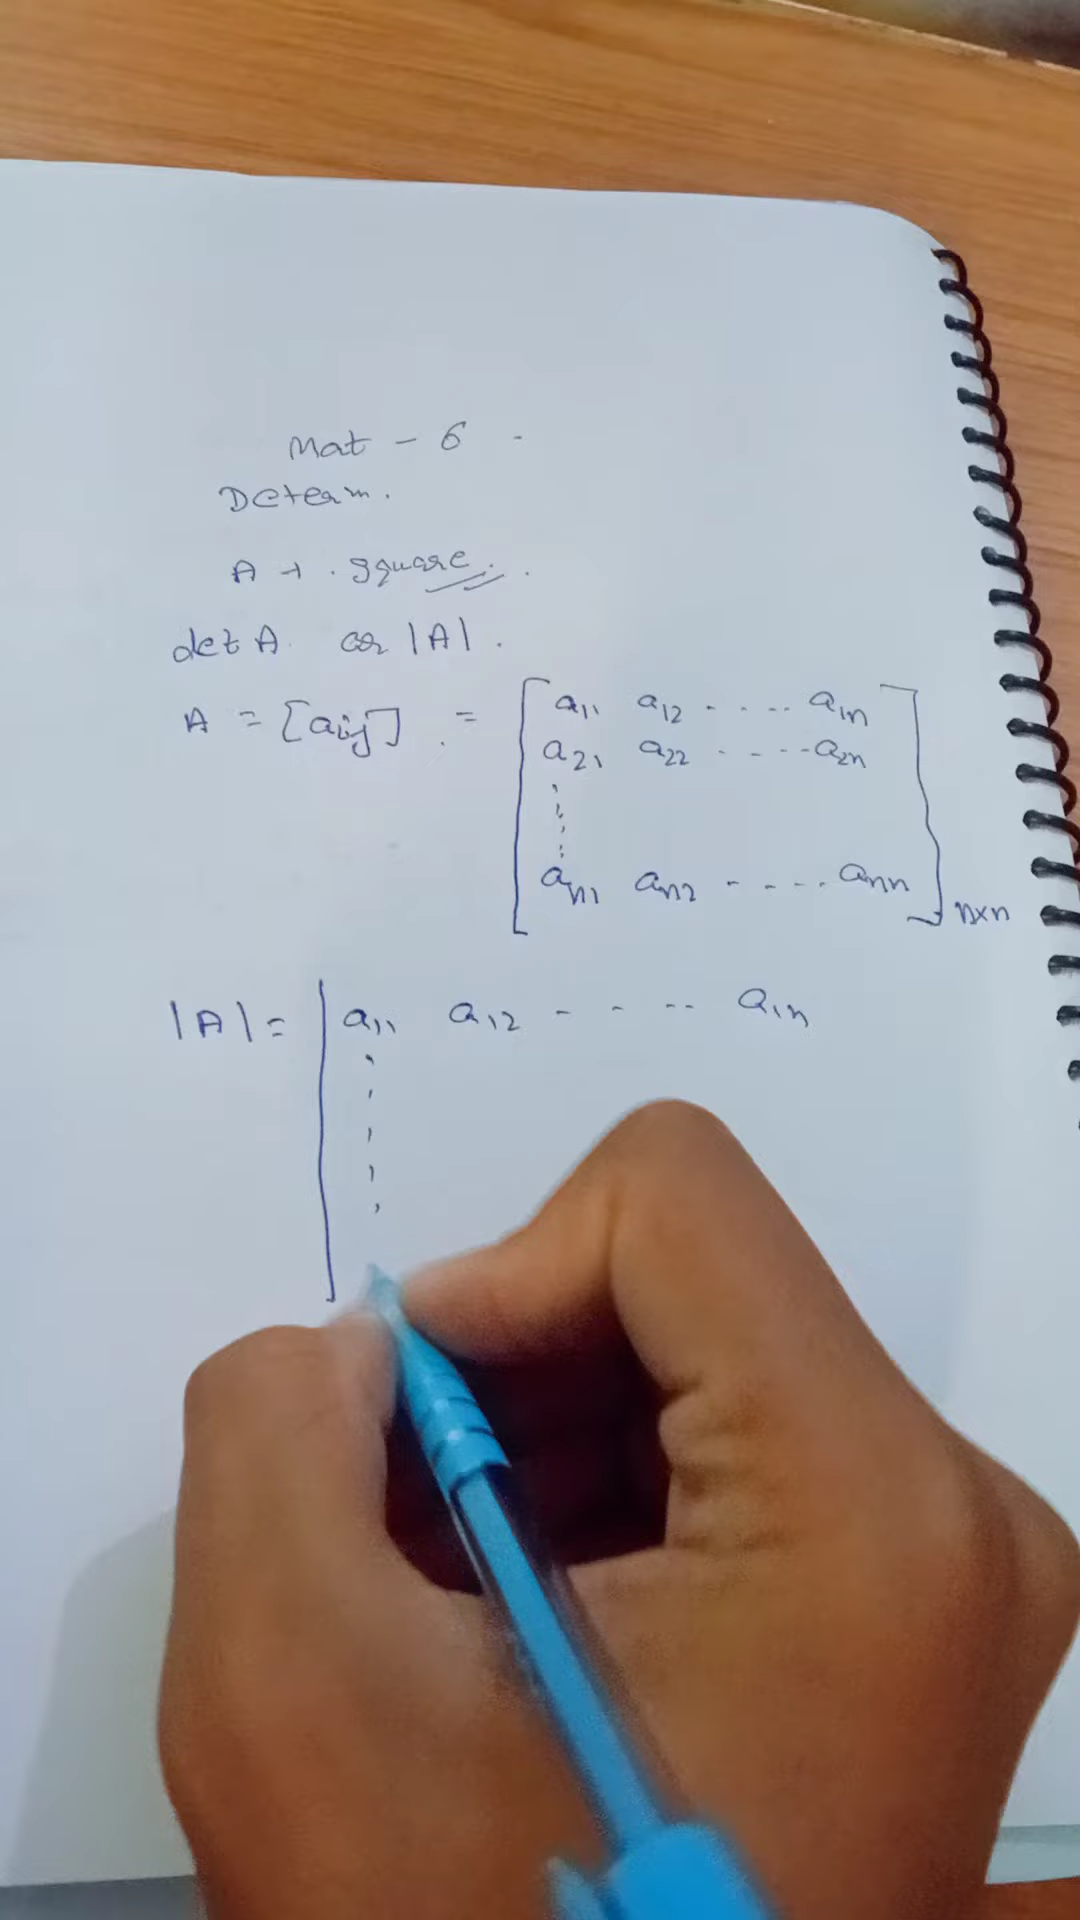 Mat - 6 -
Determ.
A → . square. .
det A. or |A| .
A = [aij] . = [ a11 a12 - - - -- a1n
a21 a22 - - - -- a2n
an1 an2 - - - -- ann ] n×n
|A| = | a11 a12 - - -- a1n